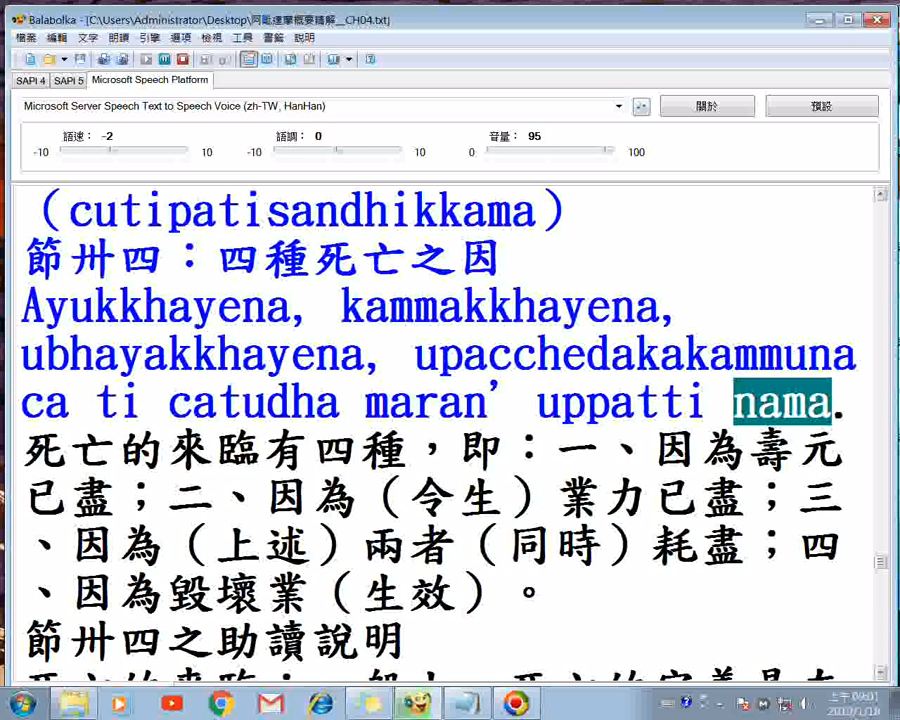 Balabolka - [C:\Users\Administrator\Desktop\阿毗達摩概要精解__CH04.txt]
檔案 編輯 文字 朗讀 引擎 選項 檢視 工具 書籤 說明
SAPI 4 SAPI 5 Microsoft Speech Platform
Microsoft Server Speech Text to Speech Voice (zh-TW, HanHan) 關於 預設
語速： -2 語調： 0 音量： 95
-10 10 -10 10 0 100
（cutipatisandhikkama）
節卅四：四種死亡之因
Ayukkhayena, kammakkhayena,
ubhayakkhayena, upacchedakakammuna
ca ti catudha maran’ uppatti nama.
死亡的來臨有四種，即：一、因為壽元
已盡；二、因為（令生）業力已盡；三
、因為（上述）兩者（同時）耗盡；四
、因為毀壞業（生效）。
節卅四之助讀說明
上午 09:01